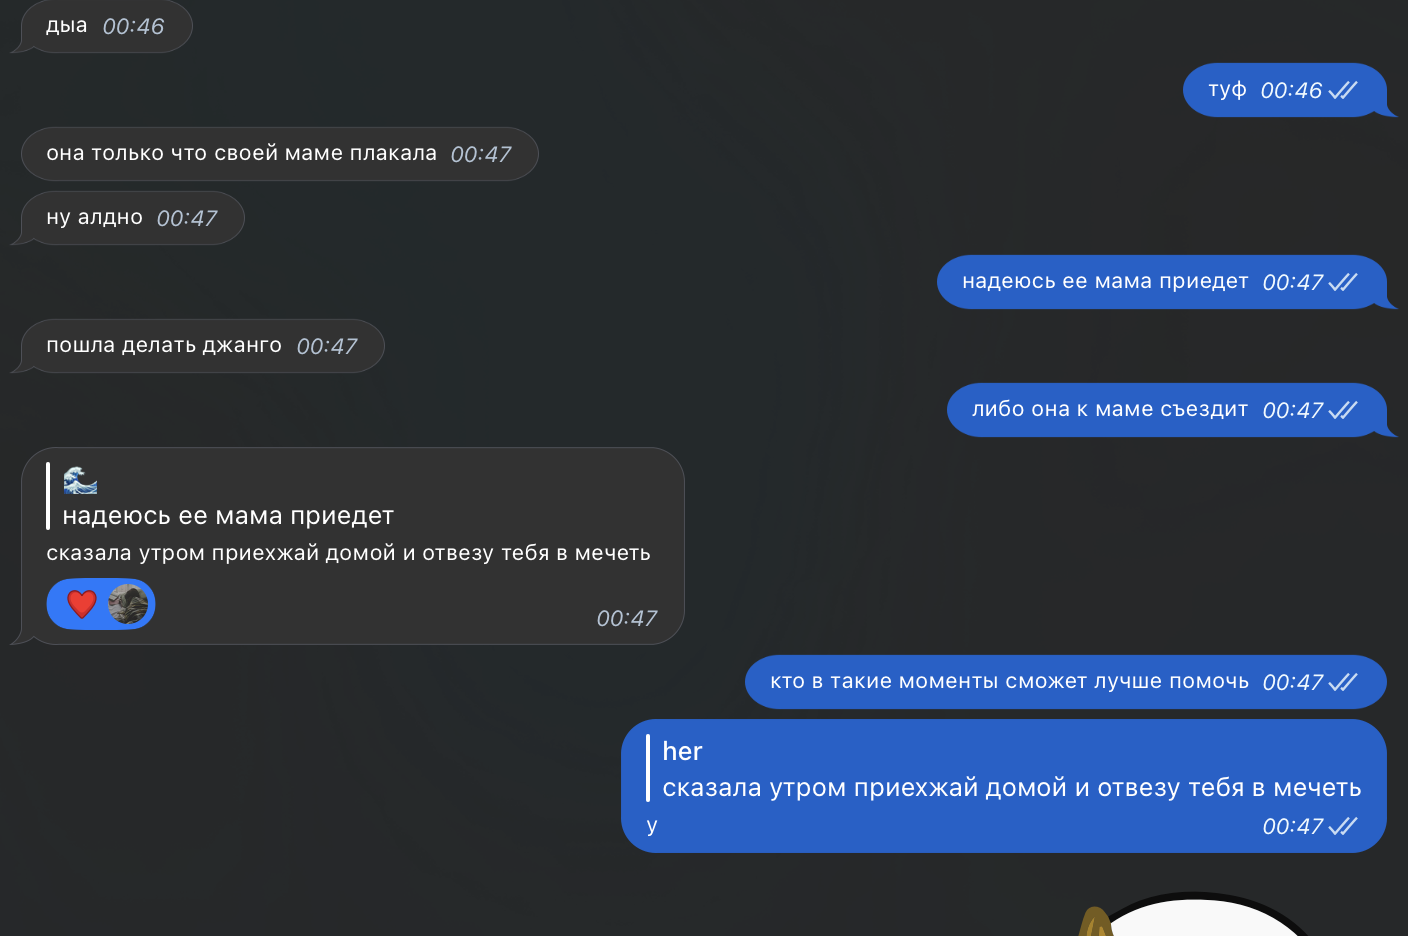 дыа 00:46
туф 00:46
она только что своей маме плакала 00:47
ну алдно 00:47
надеюсь ее мама приедет 00:47
пошла делать джанго 00:47
либо она к маме съездит 00:47
надеюсь ее мама приедет
сказала утром приехжай домой и отвезу тебя в мечеть
00:47
кто в такие моменты сможет лучше помочь 00:47
her
сказала утром приехжай домой и отвезу тебя в мечеть
у 00:47